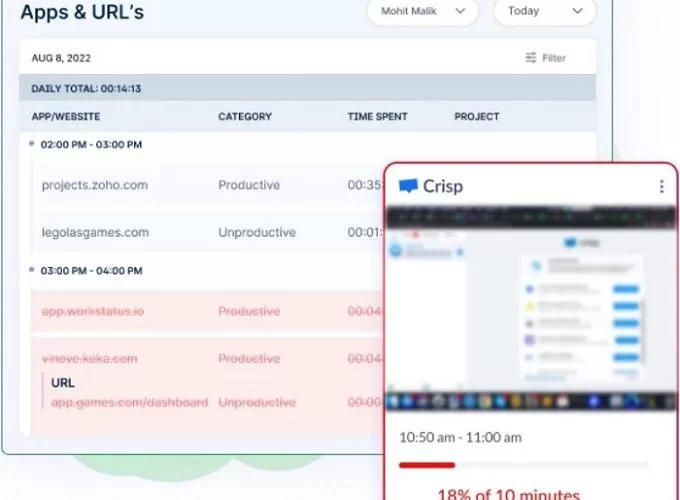 Apps & URL's
Mohit Malik
Today
AUG 8, 2022
Filter
DAILY TOTAL: 00:14:13
APP/WEBSITE CATEGORY TIME SPENT PROJECT
02:00 PM - 03:00 PM
projects.zoho.com Productive 00:35
legolasgames.com Unproductive 00:01:
03:00 PM - 04:00 PM
app.workstatus.io Productive 00:04
vinove.keka.com Productive 00:04
URL
app.games.com/dashboard Unproductive 00:00
Crisp
10:50 am - 11:00 am
18% of 10 minutes